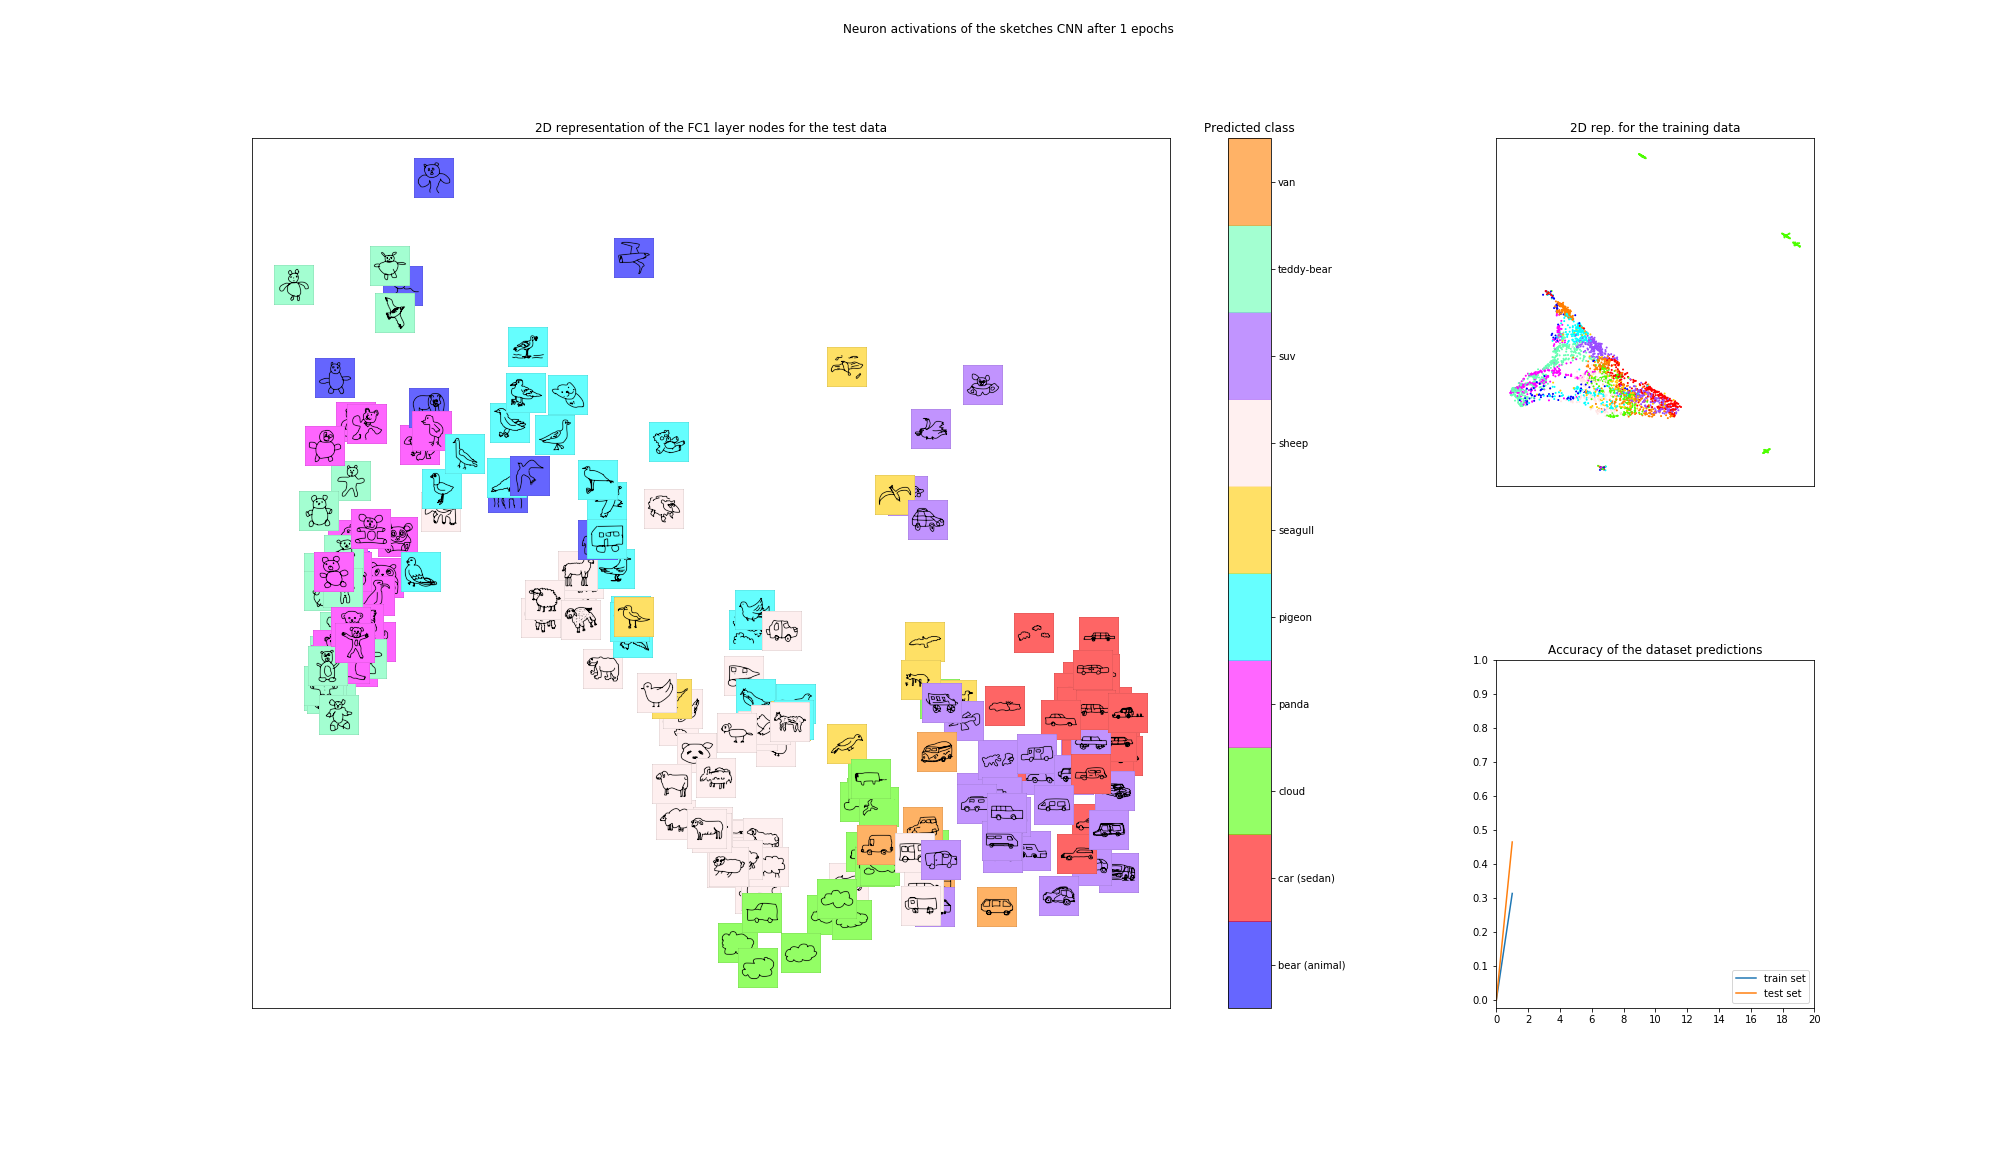 Neuron activations of the sketches CNN after 1 epochs
2D representation of the FC1 layer nodes for the test data
Predicted class
van
teddy-bear
suv
sheep
seagull
pigeon
panda
cloud
car (sedan)
bear (animal)
2D rep. for the training data
Accuracy of the dataset predictions
1.0
0.9
0.8
0.7
0.6
0.5
0.4
0.3
0.2
0.1
0.0
train set
test set
0 2 4 6 8 10 12 14 16 18 20